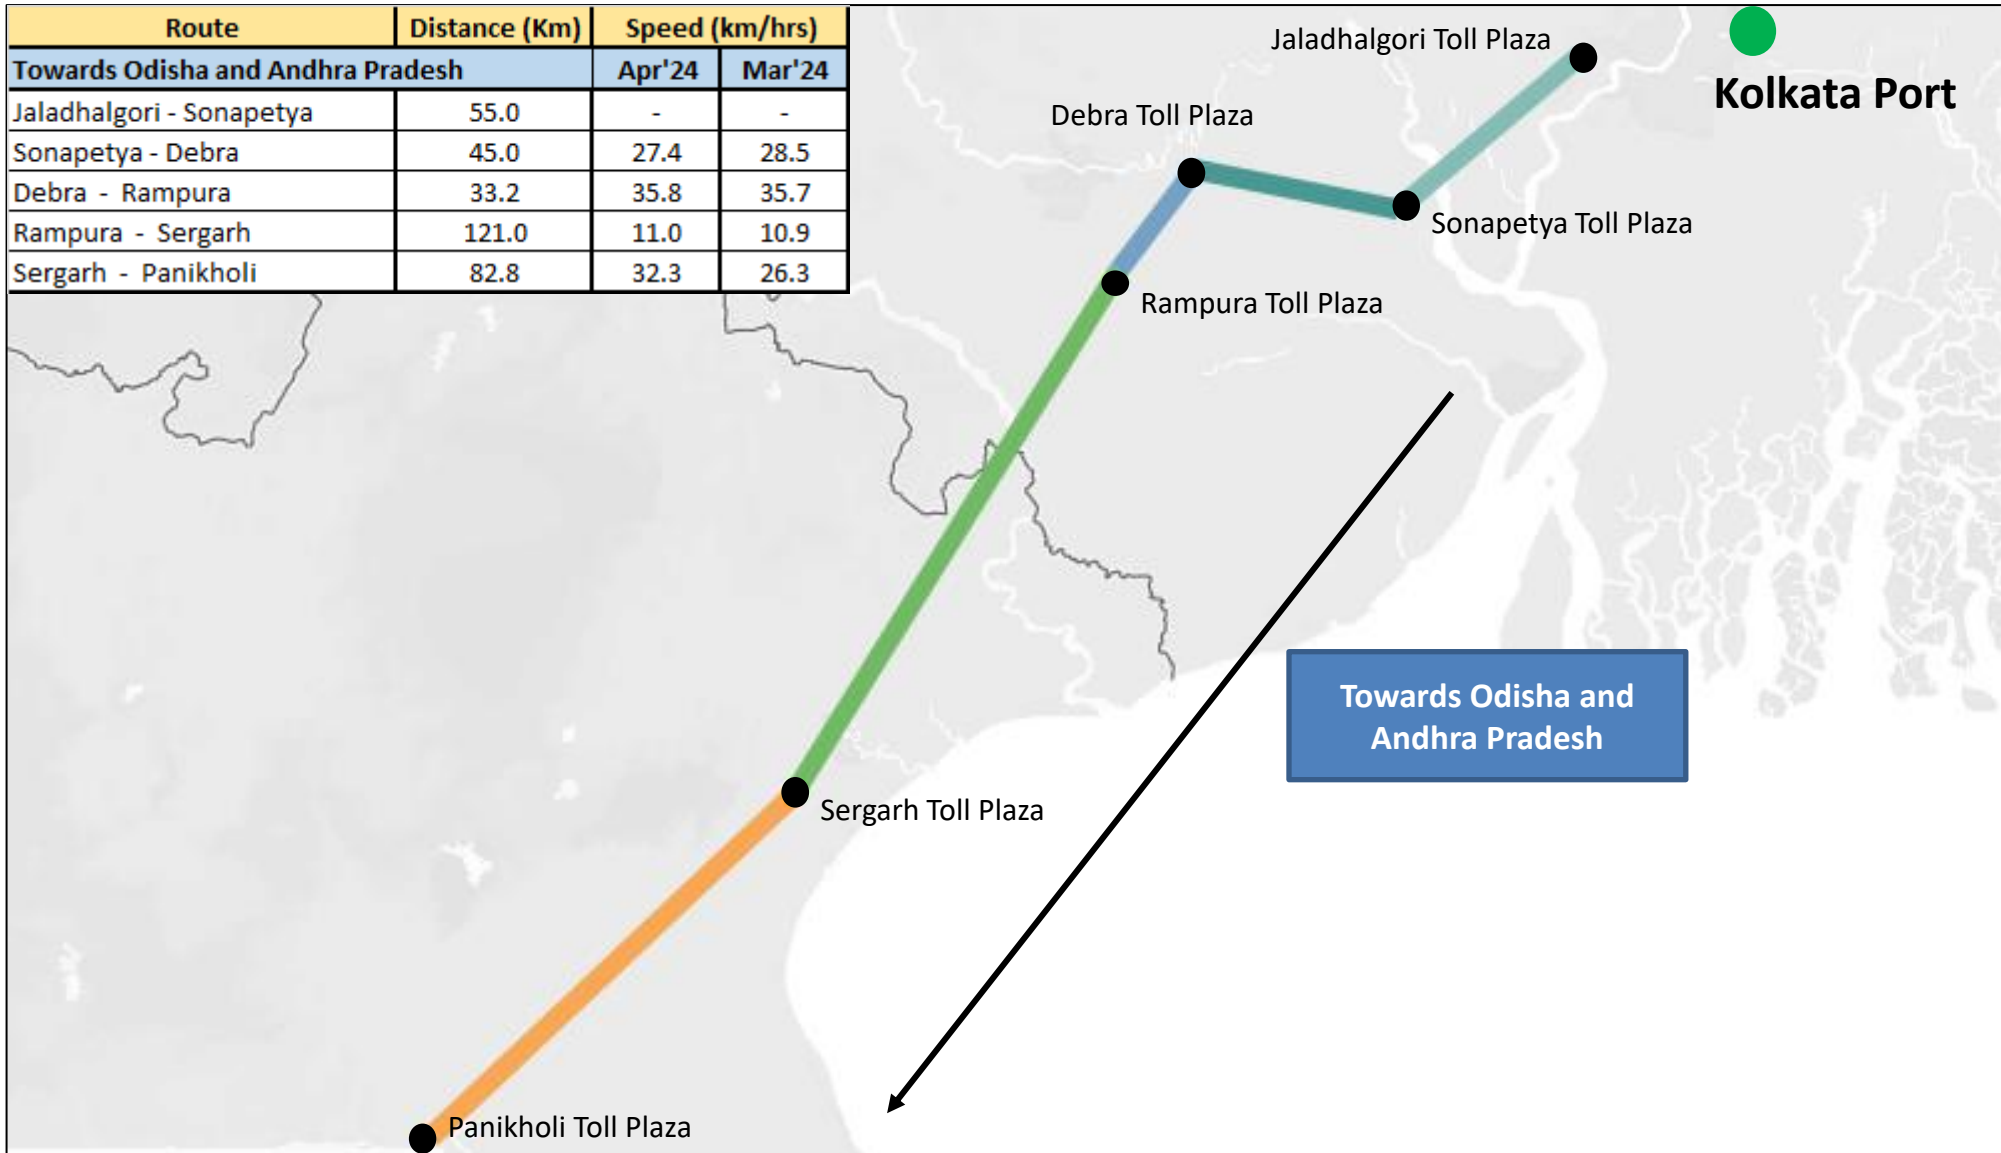 Route Distance (Km) Speed (km/hrs)
Towards Odisha and Andhra Pradesh Apr'24 Mar'24
Jaladhalgori - Sonapetya 55.0 - -
Sonapetya - Debra 45.0 27.4 28.5
Debra - Rampura 33.2 35.8 35.7
Rampura - Sergarh 121.0 11.0 10.9
Sergarh - Panikholi 82.8 32.3 26.3
Jaladhalgori Toll Plaza
Kolkata Port
Debra Toll Plaza
Sonapetya Toll Plaza
Rampura Toll Plaza
Towards Odisha and
Andhra Pradesh
Sergarh Toll Plaza
Panikholi Toll Plaza